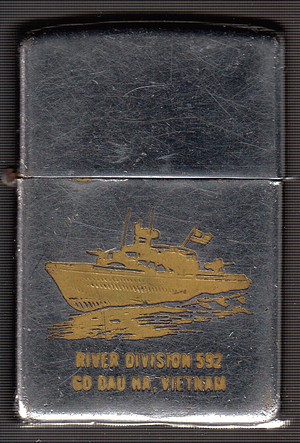 RIVER DIVISION 592
GO DAU HA, VIETNAM